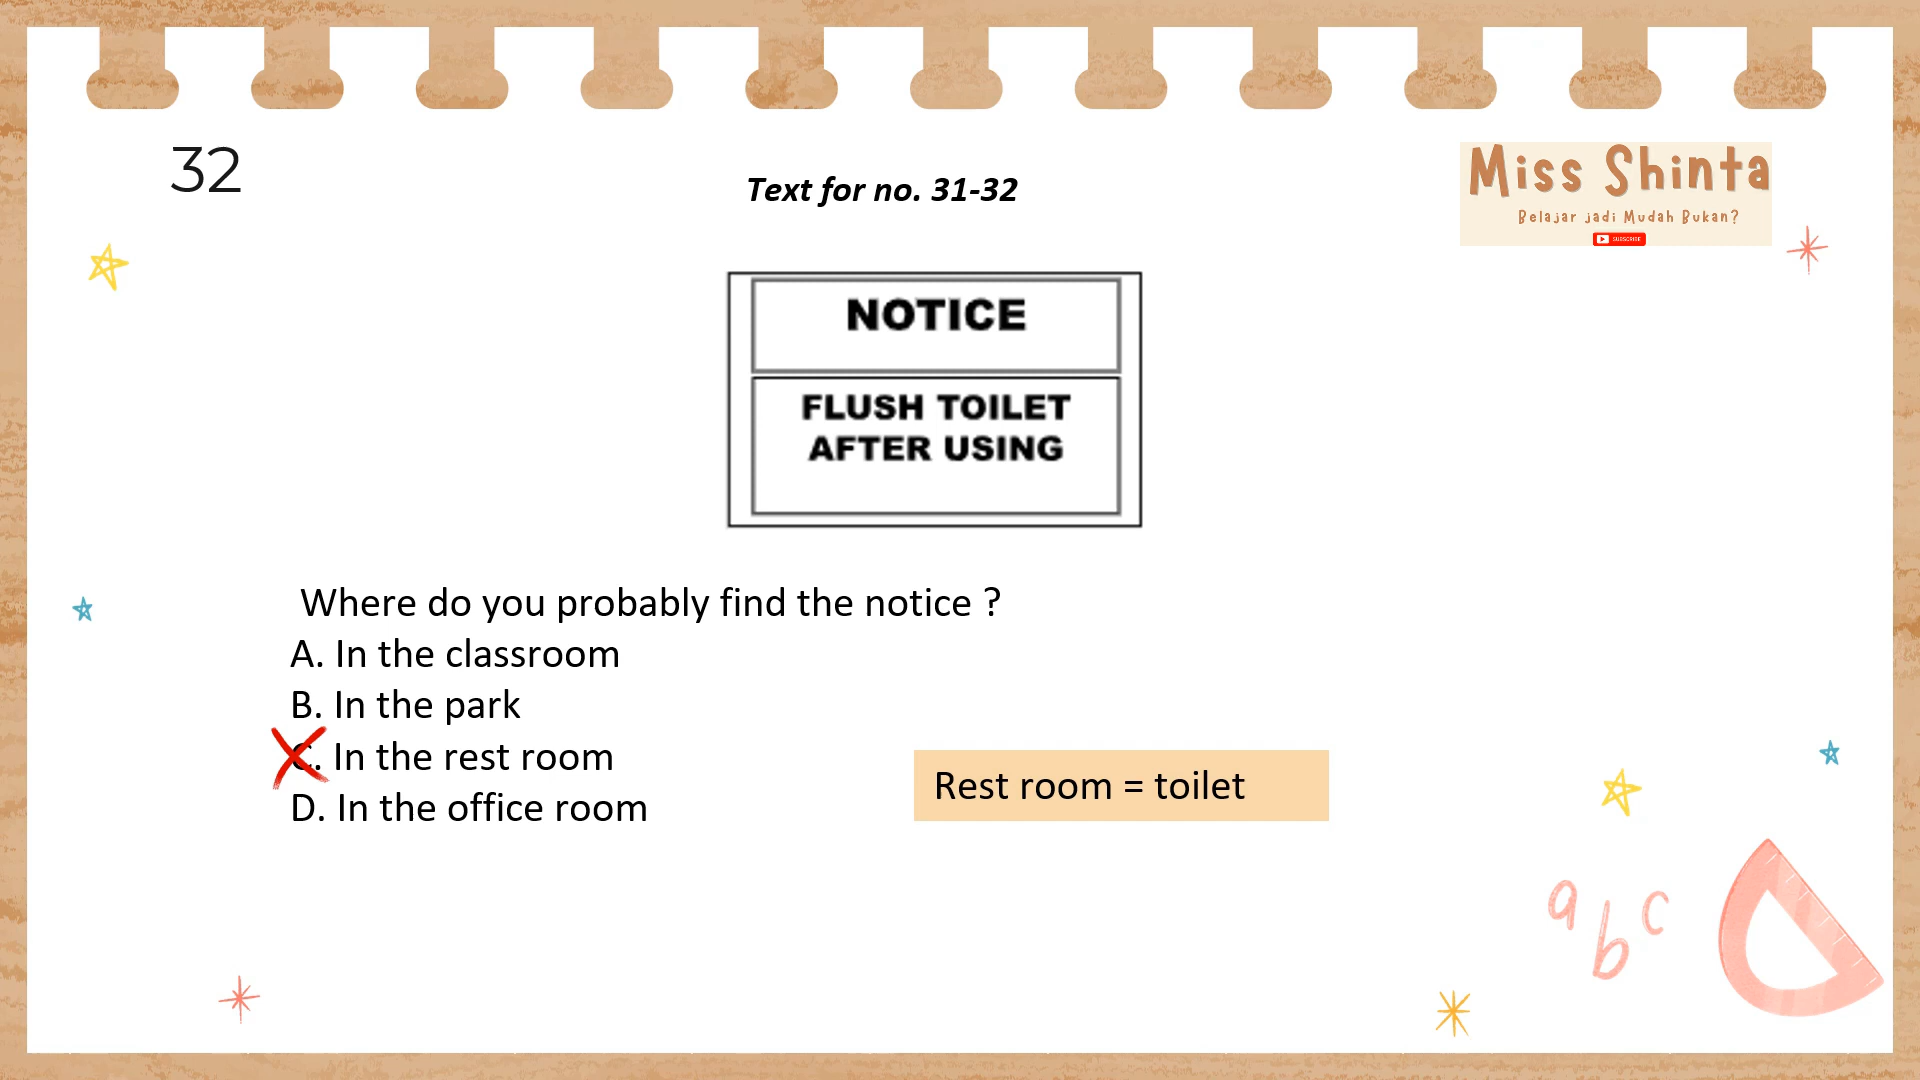 32
Text for no. 31-32
Miss Shinta
Belajar jadi Mudah Bukan?
SUBSCRIBE
NOTICE
FLUSH TOILET
AFTER USING
Where do you probably find the notice ?
A. In the classroom
B. In the park
C. In the rest room
D. In the office room
Rest room = toilet
a b c